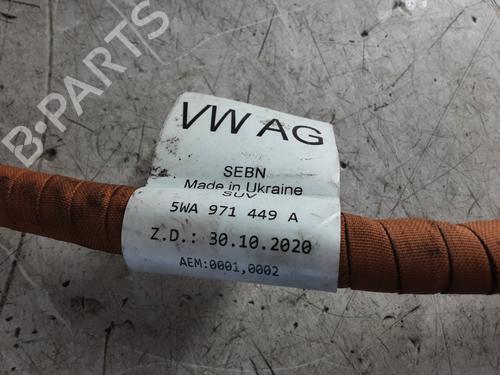 B-PARTS
VW AG
SEBN
Made in Ukraine
SUV
5WA 971 449 A
Z.D.: 30.10.2020
AEM:0001,0002